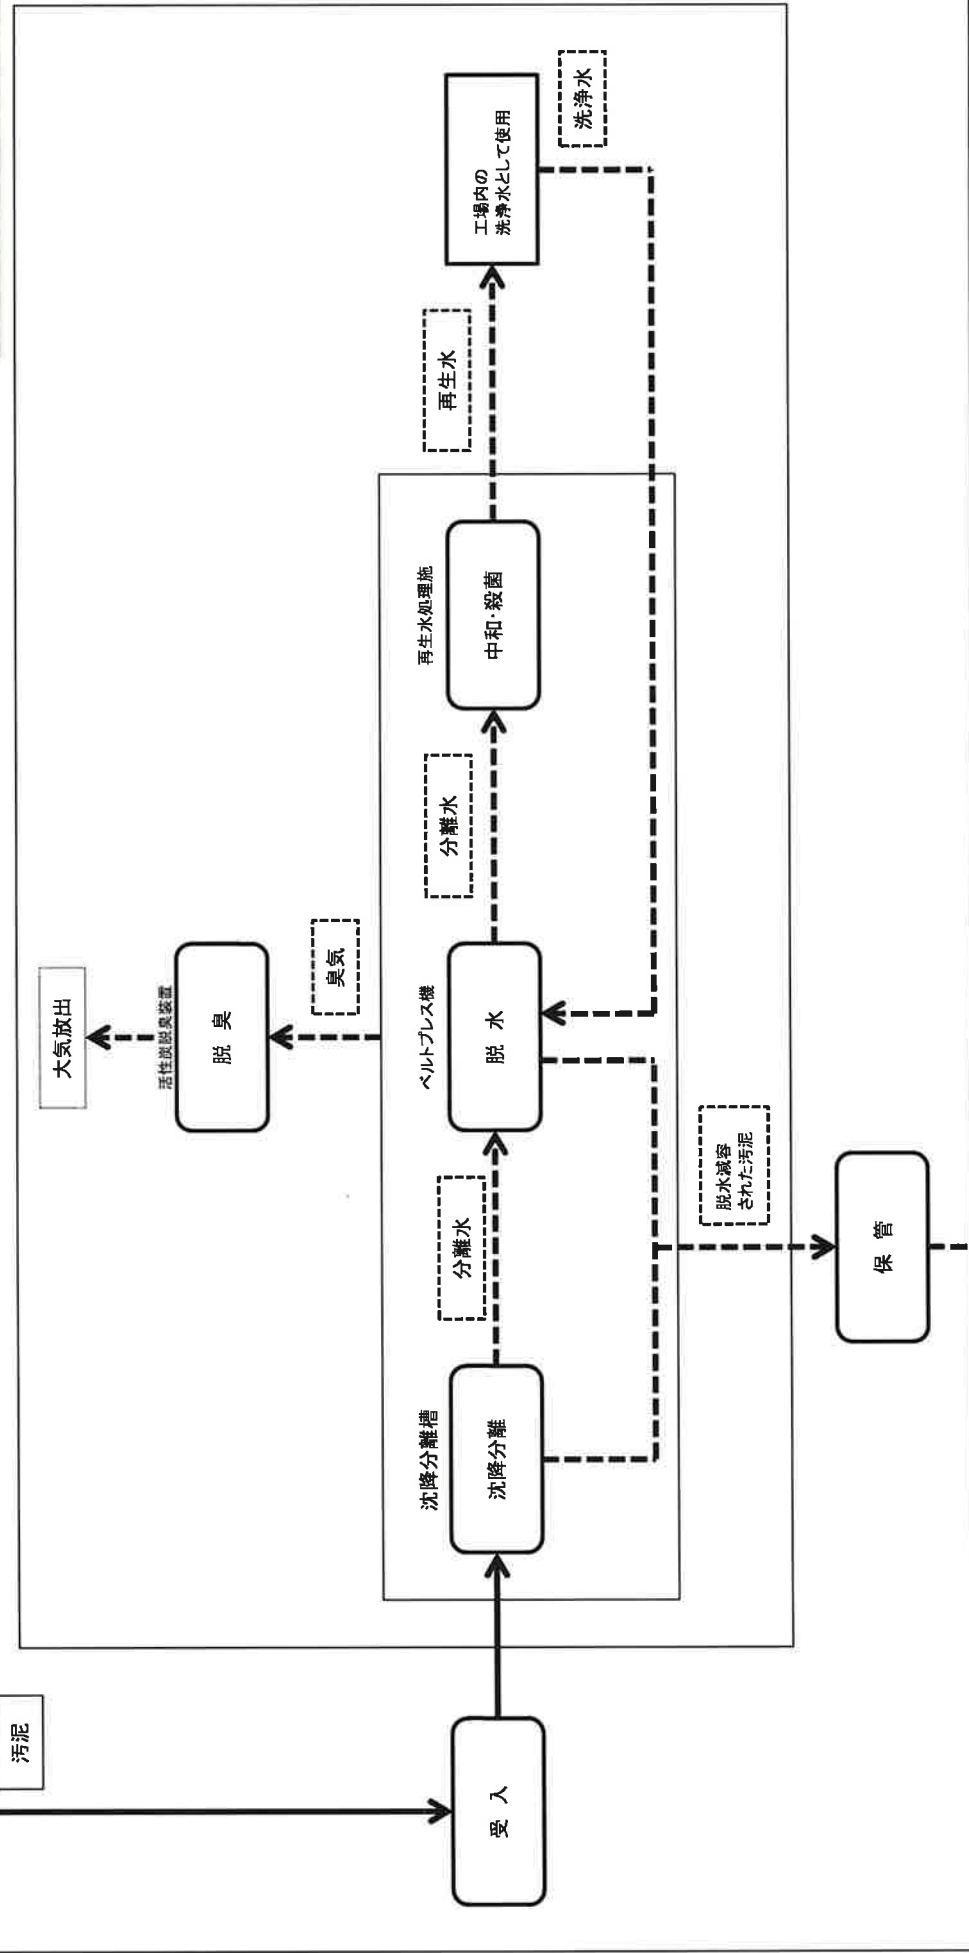 汚泥
受 入
沈降分離槽
沈降分離
分離水
ベルトプレス機
脱 水
分離水
再生水処理施
中和・殺菌
再生水
工場内の
洗浄水として使用
洗浄水
臭気
活性炭脱臭装置
脱 臭
大気放出
脱水減容
された汚泥
保 管